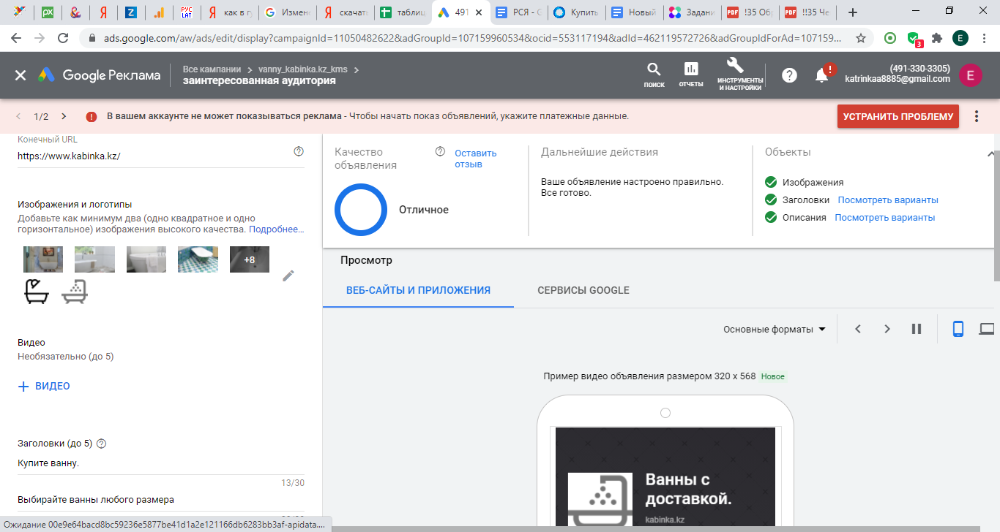 как в гу
Измене
скачать
таблиц
491
РСЯ - G
Купить
Новый
Задани
!35 Обр
!!35 Че
ads.google.com/aw/ads/edit/display?campaignId=11050482622&adGroupId=107159960534&ocid=553117194&adId=462119572726&adGroupIdForAd=107159...
3
E
Google Реклама
Все кампании > vanny_kabinka.kz_kms >
заинтересованная аудитория
ПОИСК
ОТЧЕТЫ
ИНСТРУМЕНТЫ
И НАСТРОЙКИ
(491-330-3305)
katrinkaa8885@gmail.com
E
1/2
В вашем аккаунте не может показываться реклама - Чтобы начать показ объявлений, укажите платежные данные.
УСТРАНИТЬ ПРОБЛЕМУ
Конечный URL
https://www.kabinka.kz/
Изображения и логотипы
Добавьте как минимум два (одно квадратное и одно
горизонтальное) изображения высокого качества. Подробнее...
+8
Видео
Необязательно (до 5)
+ ВИДЕО
Заголовки (до 5)
Купите ванну.
13/30
Выбирайте ванны любого размера
Ожидание 00e9e64bacd8bc59236e5877be41d1a2e121166db6283bb3af-apidata....
Качество
объявления
Оставить
отзыв
Отличное
Дальнейшие действия
Ваше объявление настроено правильно.
Все готово.
Объекты
Изображения
Заголовки Посмотреть варианты
Описания Посмотреть варианты
Просмотр
ВЕБ-САЙТЫ И ПРИЛОЖЕНИЯ
СЕРВИСЫ GOOGLE
Основные форматы
Пример видео объявления размером 320 x 568 Новое
Ванны с
доставкой.
kabinka.kz